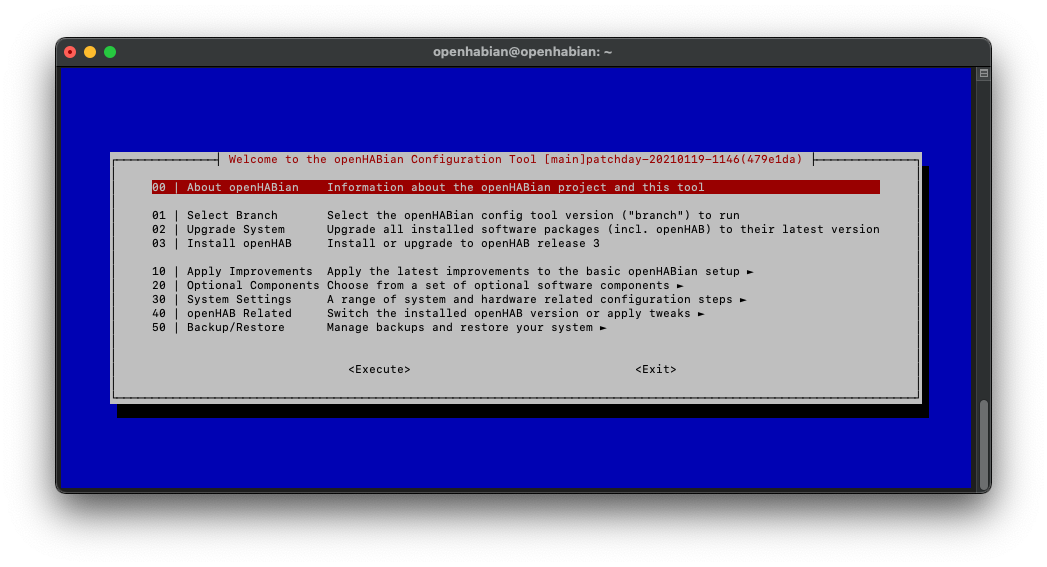 openhabian@openhabian: ~
Welcome to the openHABian Configuration Tool [main]patchday-20210119-1146(479e1da)
00 | About openHABian    Information about the openHABian project and this tool
01 | Select Branch       Select the openHABian config tool version ("branch") to run
02 | Upgrade System      Upgrade all installed software packages (incl. openHAB) to their latest version
03 | Install openHAB     Install or upgrade to openHAB release 3
10 | Apply Improvements  Apply the latest improvements to the basic openHABian setup ►
20 | Optional Components Choose from a set of optional software components ►
30 | System Settings     A range of system and hardware related configuration steps ►
40 | openHAB Related     Switch the installed openHAB version or apply tweaks ►
50 | Backup/Restore      Manage backups and restore your system ►
<Execute>                                <Exit>